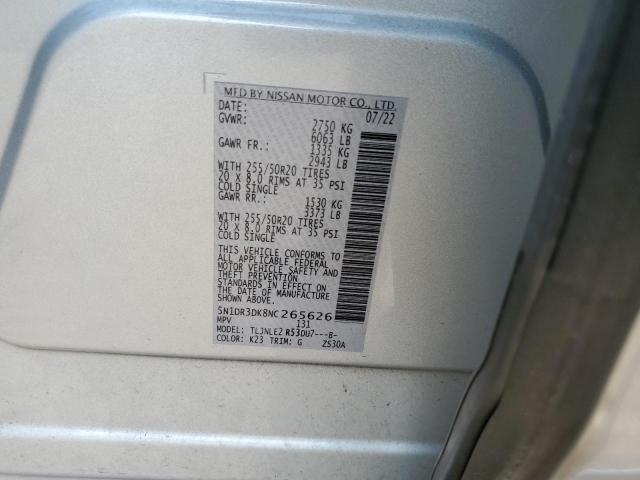 MFD BY NISSAN MOTOR CO., LTD.
DATE: 07/22
GVWR: 2750 KG
6063 LB
GAWR FR.: 1335 KG
2943 LB
WITH 255/50R20 TIRES
20 X 8.0 RIMS AT 35 PSI
COLD SINGLE
GAWR RR.: 1530 KG
3373 LB
WITH 255/50R20 TIRES
20 X 8.0 RIMS AT 35 PSI
COLD SINGLE
THIS VEHICLE CONFORMS TO
ALL APPLICABLE FEDERAL
MOTOR VEHICLE SAFETY AND
THEFT PREVENTION
STANDARDS IN EFFECT ON
THE DATE OF MANUFACTURE
SHOWN ABOVE.
5N1DR3DK8NC265626
MPV 131
MODEL: TLJNLE2 R53DU7---B-
COLOR: K23 TRIM: G ZS30A